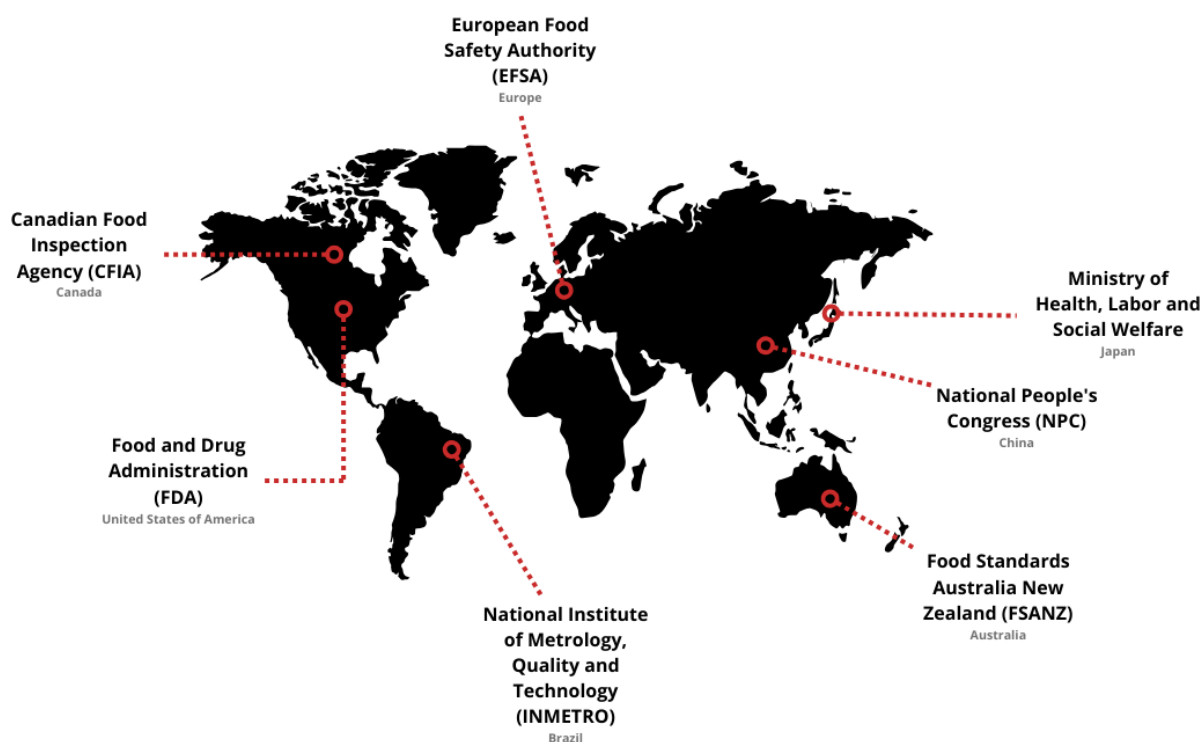 European Food
Safety Authority
(EFSA)
Europe
Canadian Food
Inspection
Agency (CFIA)
Canada
Ministry of
Health, Labor and
Social Welfare
Japan
National People's
Congress (NPC)
China
Food and Drug
Administration
(FDA)
United States of America
Food Standards
Australia New
Zealand (FSANZ)
Australia
National Institute
of Metrology,
Quality and
Technology
(INMETRO)
Brazil